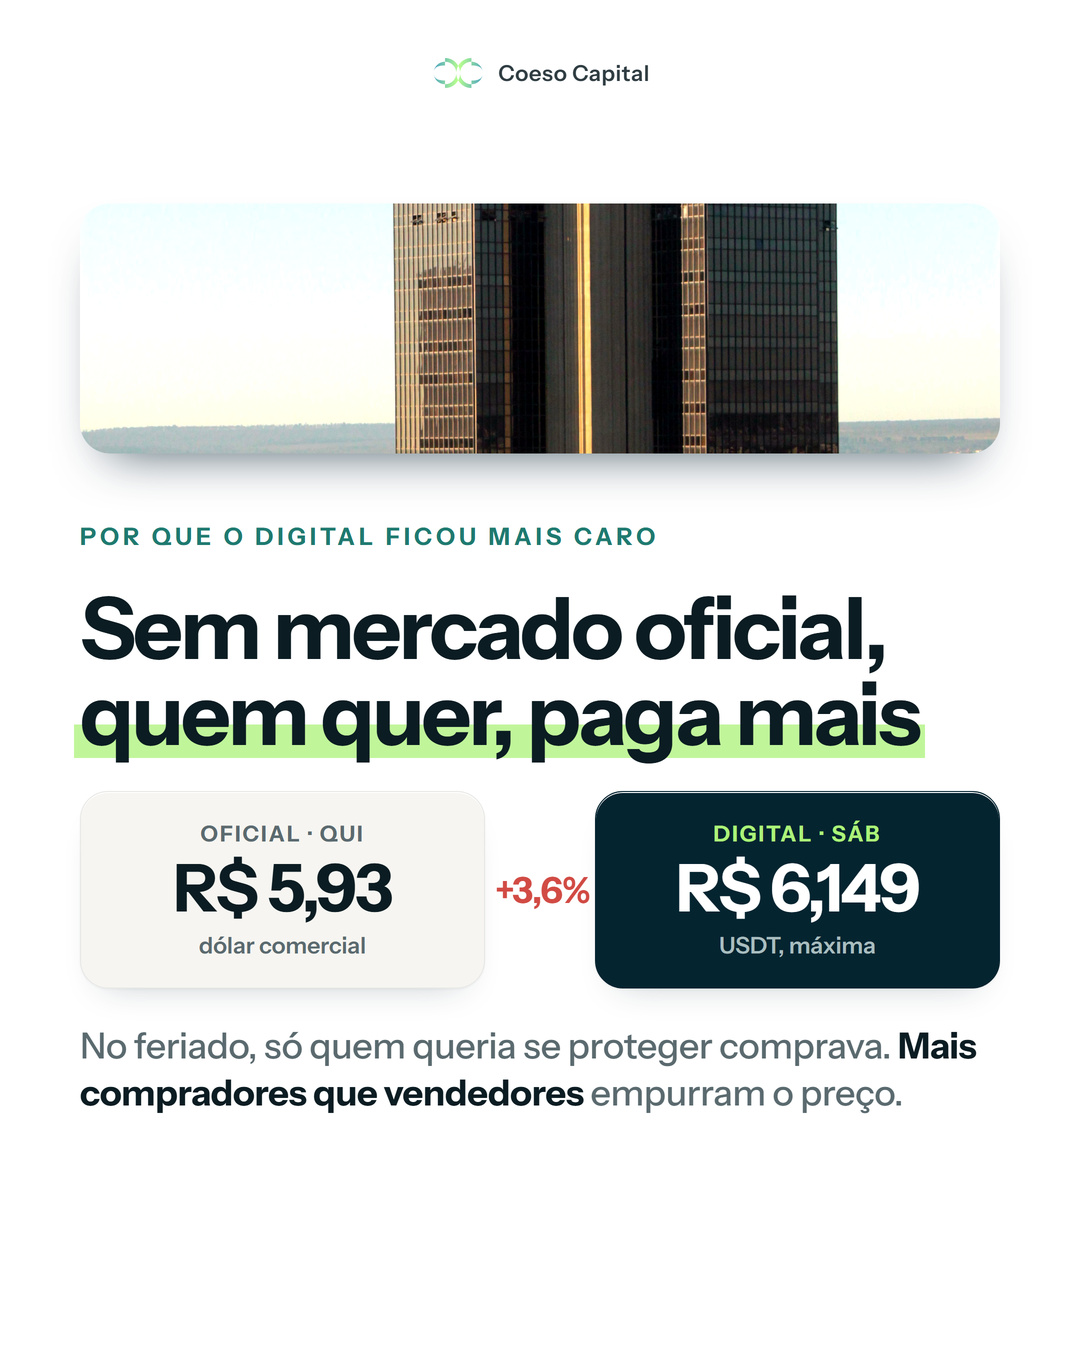 Coeso Capital
POR QUE O DIGITAL FICOU MAIS CARO
Sem mercado oficial,
quem quer, paga mais
OFICIAL · QUI
R$ 5,93
dólar comercial
+3,6%
DIGITAL · SÁB
R$ 6,149
USDT, máxima
No feriado, só quem queria se proteger comprava. Mais
compradores que vendedores empurram o preço.